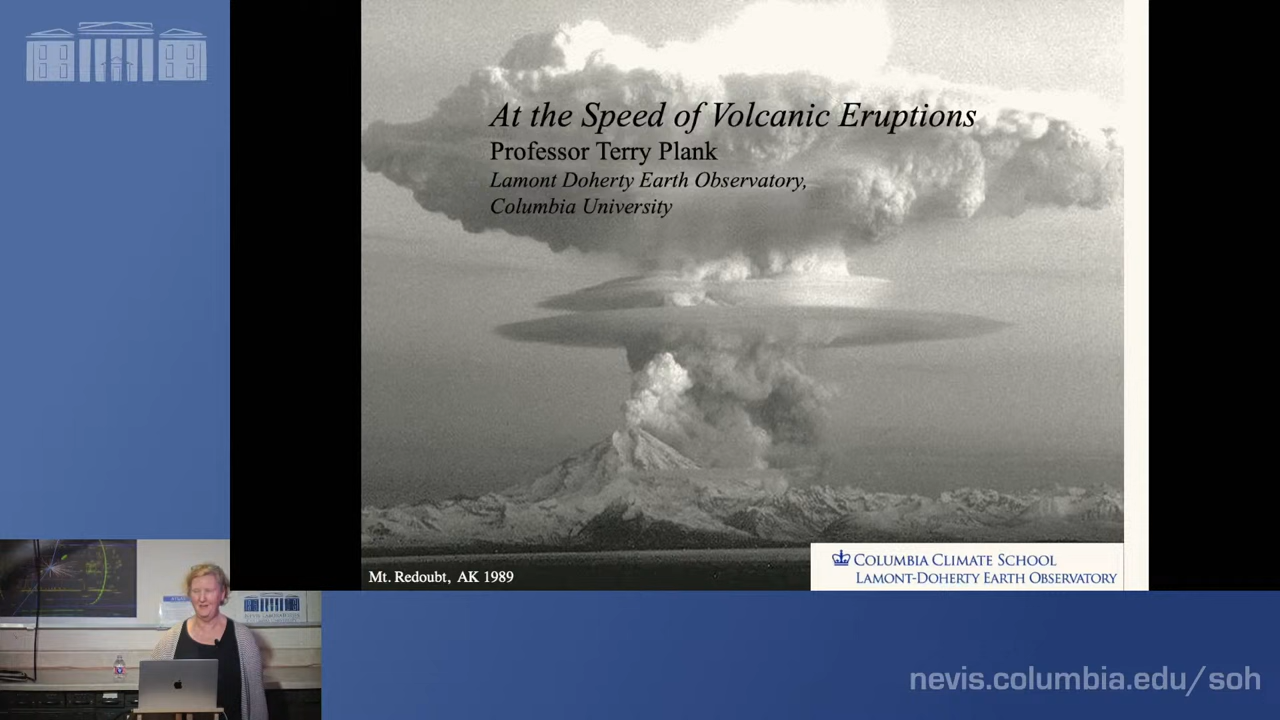 At the Speed of Volcanic Eruptions
Professor Terry Plank
Lamont Doherty Earth Observatory,
Columbia University
Mt. Redoubt, AK 1989
COLUMBIA CLIMATE SCHOOL
LAMONT-DOHERTY EARTH OBSERVATORY
nevis.columbia.edu/soh